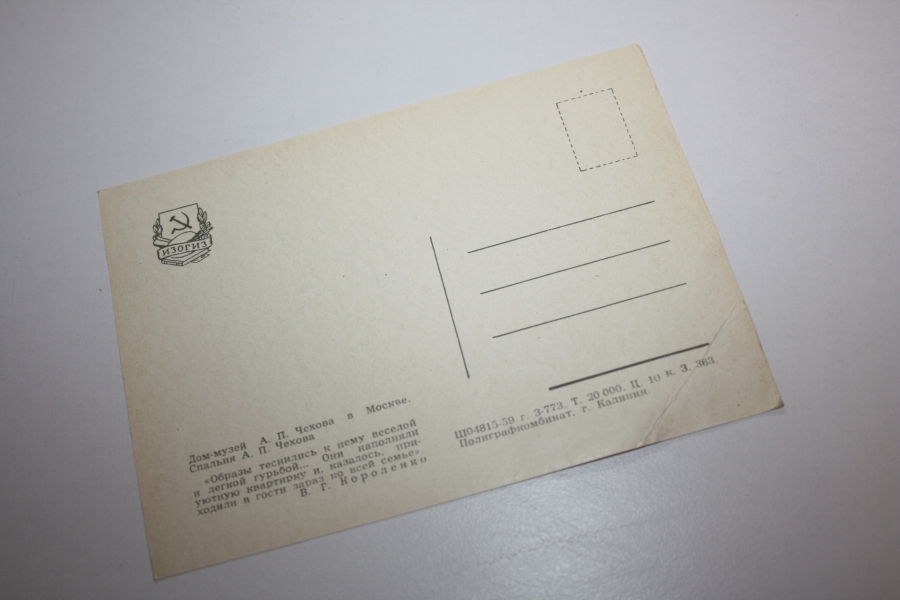 ИЗОГИЗ
Дом-музей А. П. Чехова в Москве.
Спальня А. П. Чехова
«Образы теснились к нему веселой
и легкой гурьбой... Они наполняли
уютную квартирку и, казалось, при-
ходили в гости зараз ко всей семье».
В. Г. Короленко
Ш04815-59 г. З-773. Т. 20 000. Ц. 10 к. З. 363.
Полиграфкомбинат. г. Калинин.